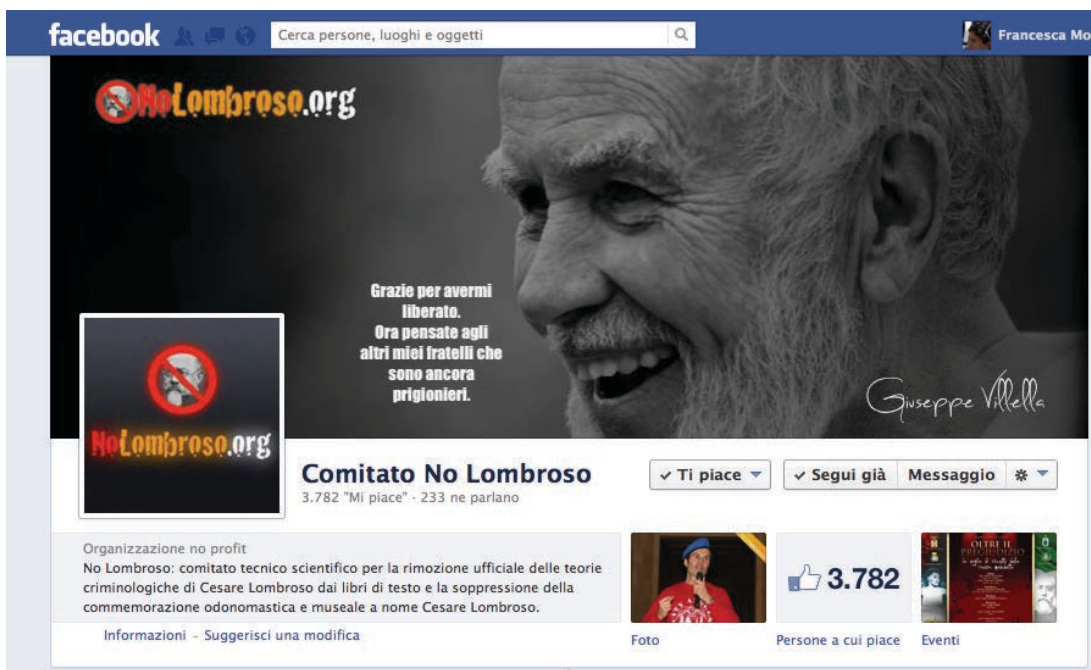 facebook
Cerca persone, luoghi e oggetti
Francesca Mo
NoLombroso.org
Grazie per avermi
liberato.
Ora pensate agli
altri miei fratelli che
sono ancora
prigionieri.
Giuseppe Villella
NoLombroso.org
Comitato No Lombroso
3.782 "Mi piace" · 233 ne parlano
Ti piace
Segui già
Messaggio
Organizzazione no profit
No Lombroso: comitato tecnico scientifico per la rimozione ufficiale delle teorie
criminologiche di Cesare Lombroso dai libri di testo e la soppressione della
commemorazione odonomastica e museale a nome Cesare Lombroso.
Informazioni - Suggerisci una modifica
3.782
OLTRE IL
PREGIUDIZIO
Foto
Persone a cui piace
Eventi